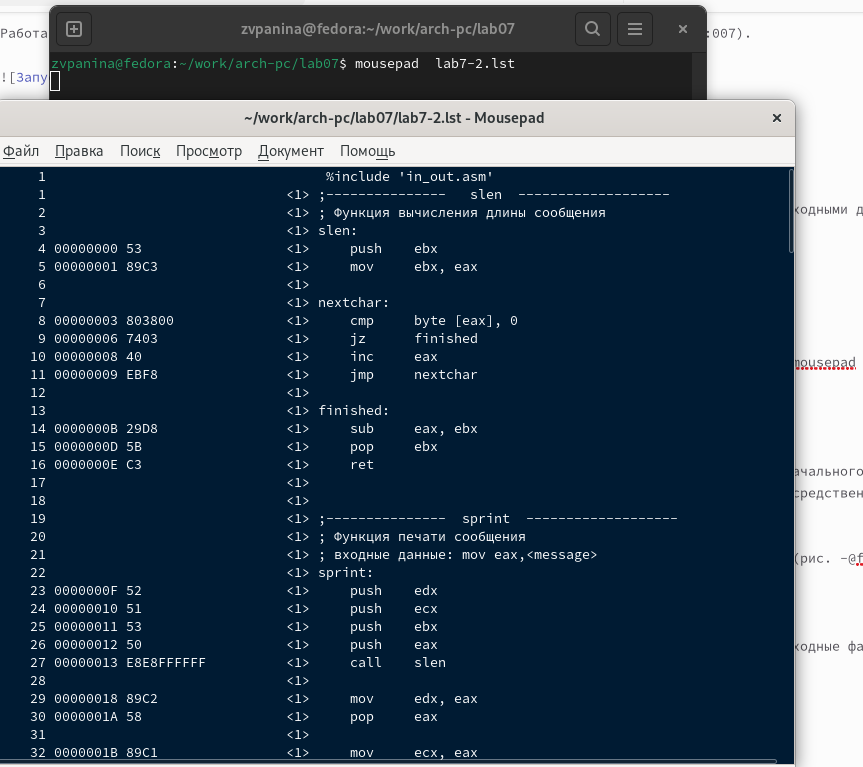 Работа
zvpanina@fedora:~/work/arch-pc/lab07
:007).
zvpanina@fedora:~/work/arch-pc/lab07$ mousepad  lab7-2.lst
![Запу
~/work/arch-pc/lab07/lab7-2.lst - Mousepad
Файл Правка Поиск Просмотр Документ Помощь
1 %include 'in_out.asm'
1 <1> ;--------------- slen -------------------
2 <1> ; Функция вычисления длины сообщения
3 <1> slen:
4 00000000 53 <1> push ebx
5 00000001 89C3 <1> mov ebx, eax
6 <1>
7 <1> nextchar:
8 00000003 803800 <1> cmp byte [eax], 0
9 00000006 7403 <1> jz finished
10 00000008 40 <1> inc eax
11 00000009 EBF8 <1> jmp nextchar
12 <1>
13 <1> finished:
14 0000000B 29D8 <1> sub eax, ebx
15 0000000D 5B <1> pop ebx
16 0000000E C3 <1> ret
17 <1>
18 <1>
19 <1> ;--------------- sprint -------------------
20 <1> ; Функция печати сообщения
21 <1> ; входные данные: mov eax,<message>
22 <1> sprint:
23 0000000F 52 <1> push edx
24 00000010 51 <1> push ecx
25 00000011 53 <1> push ebx
26 00000012 50 <1> push eax
27 00000013 E8E8FFFFFF <1> call slen
28 <1>
29 00000018 89C2 <1> mov edx, eax
30 0000001A 58 <1> pop eax
31 <1>
32 0000001B 89C1 <1> mov ecx, eax
ходными д
mousepad
ачального
средствен
(рис. -@f
ходные фа